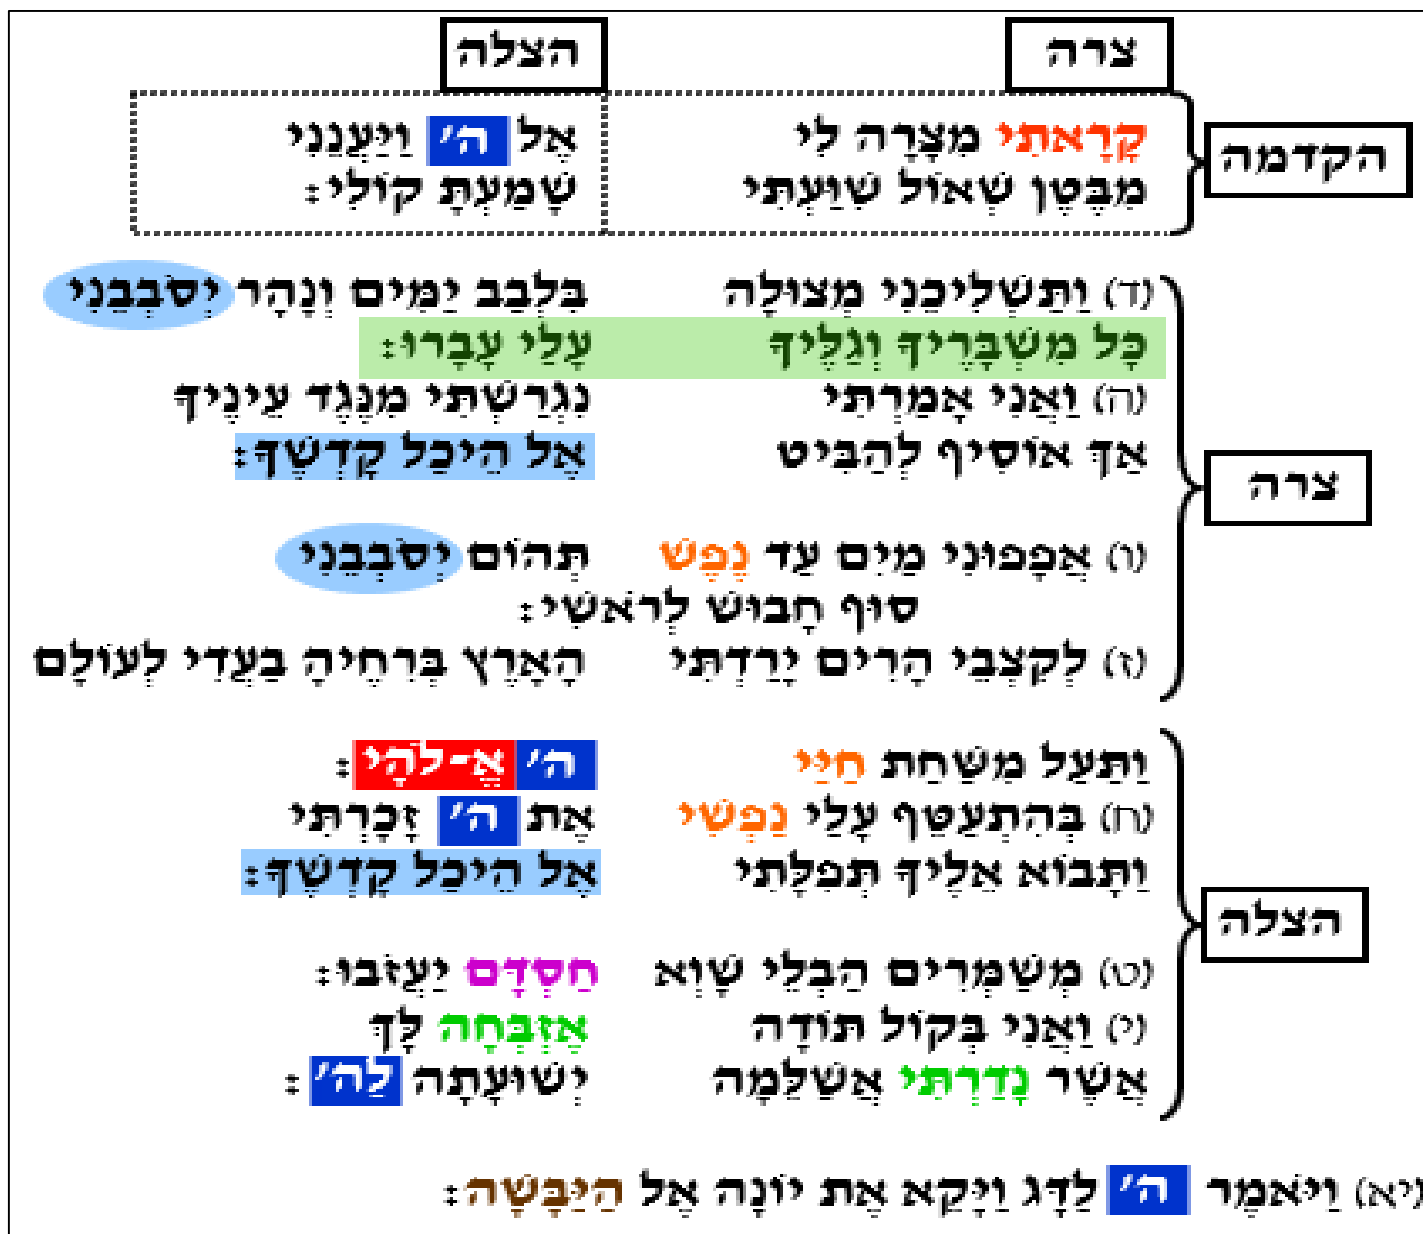 צרה הצלה
הקדמה
קָרָאתִי מִצָּרָה לִי אֶל ה' וַיַּעֲנֵנִי
מִבֶּטֶן שְׁאוֹל שִׁוַּעְתִּי שָׁמַעְתָּ קוֹלִי:
צרה
(ד) וַתַּשְׁלִיכֵנִי מְצוּלָה בִּלְבַב יַמִּים וְנָהָר יְסֹבְבֵנִי
כָּל מִשְׁבָּרֶיךָ וְגַלֶּיךָ עָלַי עָבָרוּ:
(ה) וַאֲנִי אָמַרְתִּי נִגְרַשְׁתִּי מִנֶּגֶד עֵינֶיךָ
אַךְ אוֹסִיף לְהַבִּיט אֶל הֵיכַל קָדְשֶׁךָ:
(ו) אֲפָפוּנִי מַיִם עַד נֶפֶשׁ תְּהוֹם יְסֹבְבֵנִי
סוּף חָבוּשׁ לְרֹאשִׁי:
(ז) לְקִצְבֵי הָרִים יָרַדְתִּי הָאָרֶץ בְּרִחֶיהָ בַעֲדִי לְעוֹלָם
הצלה
וַתַּעַל מִשַּׁחַת חַיַּי ה' אֱ-לֹהָי:
(ח) בְּהִתְעַטֵּף עָלַי נַפְשִׁי אֶת ה' זָכָרְתִּי
וַתָּבוֹא אֵלֶיךָ תְּפִלָּתִי אֶל הֵיכַל קָדְשֶׁךָ:
(ט) מְשַׁמְּרִים הַבְלֵי שָׁוְא חַסְדָּם יַעֲזֹבוּ:
(י) וַאֲנִי בְּקוֹל תּוֹדָה אֶזְבְּחָה לָּךְ
אֲשֶׁר נָדַרְתִּי אֲשַׁלֵּמָה יְשׁוּעָתָה לַה':
(יא) וַיֹּאמֶר ה' לַדָּג וַיָּקֵא אֶת יוֹנָה אֶל הַיַּבָּשָׁה: